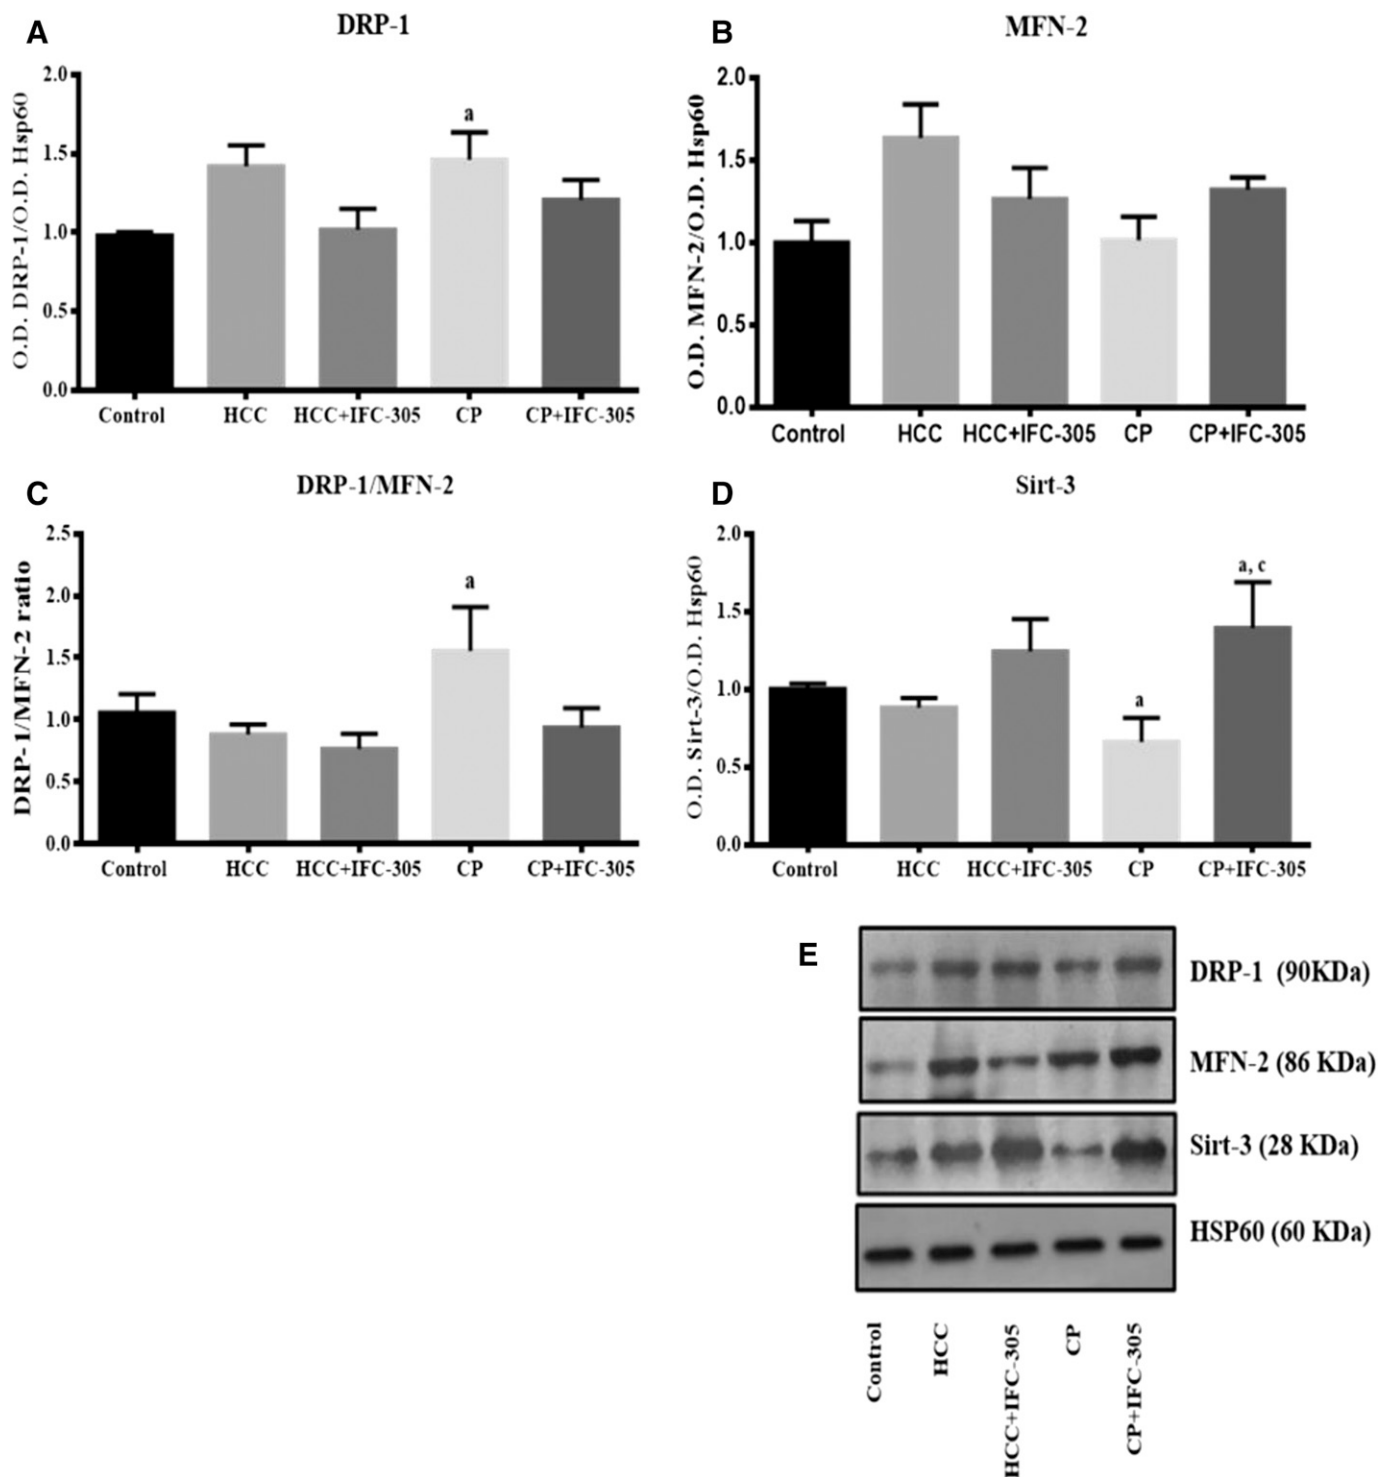 A
DRP-1
O.D. DRP-1/O.D. Hsp60
2.0
1.5
1.0
0.5
0.0
a
Control HCC HCC+IFC-305 CP CP+IFC-305
B
MFN-2
O.D. MFN-2/O.D. Hsp60
2.0
1.5
1.0
0.5
0.0
Control HCC HCC+IFC-305 CP CP+IFC-305
C
DRP-1/MFN-2
DRP-1/MFN-2 ratio
2.5
2.0
1.5
1.0
0.5
0.0
a
Control HCC HCC+IFC-305 CP CP+IFC-305
D
Sirt-3
O.D. Sirt-3/O.D. Hsp60
2.0
1.5
1.0
0.5
0.0
a
a, c
Control HCC HCC+IFC-305 CP CP+IFC-305
E
DRP-1 (90KDa)
MFN-2 (86 KDa)
Sirt-3 (28 KDa)
HSP60 (60 KDa)
Control
HCC
HCC+IFC-305
CP
CP+IFC-305